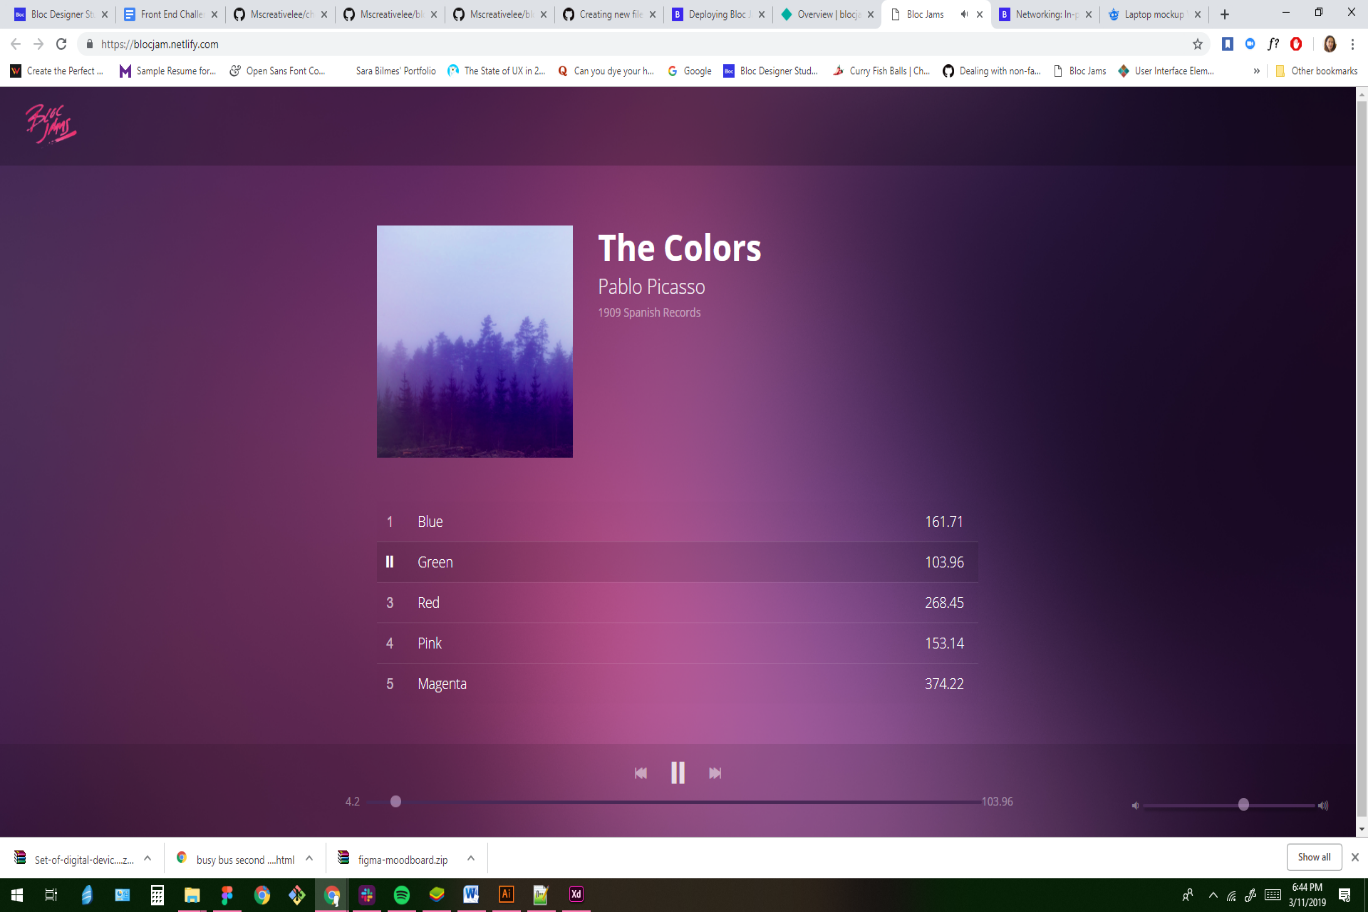 Bloc Designer St
Front End Challe
Mscreativelee/ch
Mscreativelee/bl
Mscreativelee/bl
Creating new file
Deploying Bloc J
Overview | blocja
Bloc Jams
Networking: In-p
Laptop mockup
https://blocjam.netlify.com
f?
Create the Perfect ...
Sample Resume for...
Open Sans Font Co...
Sara Bilmes' Portfolio
The State of UX in 2...
Can you dye your h...
Google
Bloc Designer Stud...
Curry Fish Balls | Ch...
Dealing with non-fa...
Bloc Jams
User Interface Elem...
»
Other bookmarks
Bloc
JAMS
The Colors
Pablo Picasso
1909 Spanish Records
1 Blue 161.71
Green 103.96
3 Red 268.45
4 Pink 153.14
5 Magenta 374.22
4.2 103.96
Set-of-digital-devic....z...
busy bus second ....html
figma-moodboard.zip
Show all
Ai
Xd
6:44 PM
3/11/2019